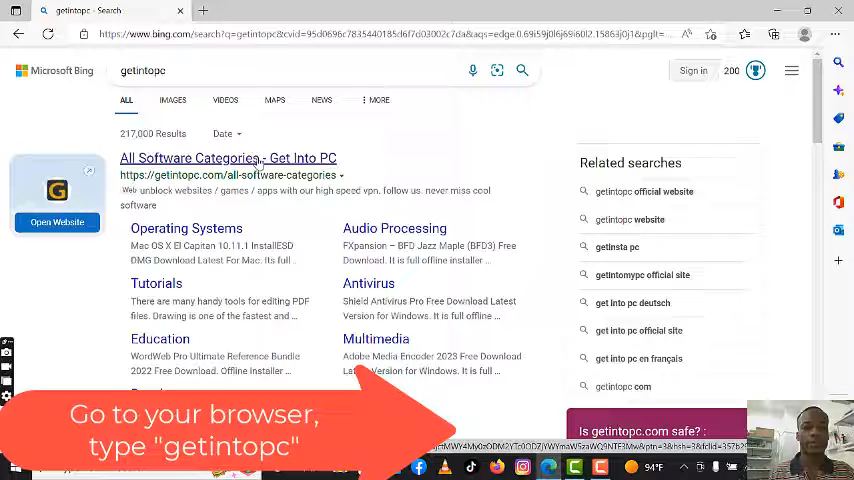 getintopc - Search
https://www.bing.com/search?q=getintopc&cvid=95d0696c7835440185d6f7d03002c7da&aqs=edge.0.69i59j0l6j69i60l2.15863j0j1&pglt=...
Microsoft Bing
getintopc
Sign in
200
ALL
IMAGES
VIDEOS
MAPS
NEWS
MORE
217,000 Results
Date
All Software Categories - Get Into PC
https://getintopc.com/all-software-categories
Web unblock websites / games / apps with our high speed vpn. follow us. never miss cool
software
Open Website
Operating Systems
Mac OS X El Capitan 10.11.1 InstallESD
DMG Download Latest For Mac. Its full ..
Audio Processing
FXpansion – BFD Jazz Maple (BFD3) Free
Download. It is full offline installer ...
Tutorials
There are many handy tools for editing PDF
files. Drawing is one of the fastest and ...
Antivirus
Shield Antivirus Pro Free Download Latest
Version for Windows. It is full offline ...
Education
WordWeb Pro Ultimate Reference Bundle
2022 Free Download. Offline Installer ...
Multimedia
Adobe Media Encoder 2023 Free Download
Latest Version for Windows. It is full ...
Related searches
getintopc official website
getintopc website
getinsta pc
getintomypc official site
get into pc deutsch
get into pc official site
get into pc en français
getintopc com
Is getintopc.com safe? :
Go to your browser,
type "getintopc"
94°F